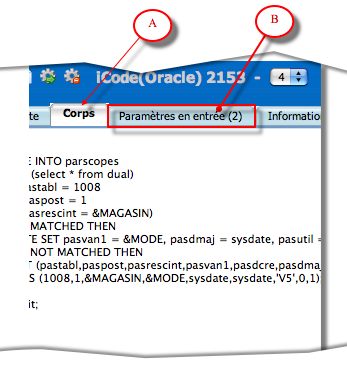 A
B
iCode(Oracle) 2153 - 4
te Corps Paramètres en entrée (2) Informatio
E INTO parscopes
(select * from dual)
astabl = 1008
aspost = 1
asrescint = &MAGASIN)
MATCHED THEN
TE SET pasvan1 = &MODE, pasdmaj = sysdate, pasutil =
NOT MATCHED THEN
(pastabl,paspost,pasrescint,pasvan1,pasdcre,pasdma
S (1008,1,&MAGASIN,&MODE,sysdate,sysdate,'V5',0,1)
it;